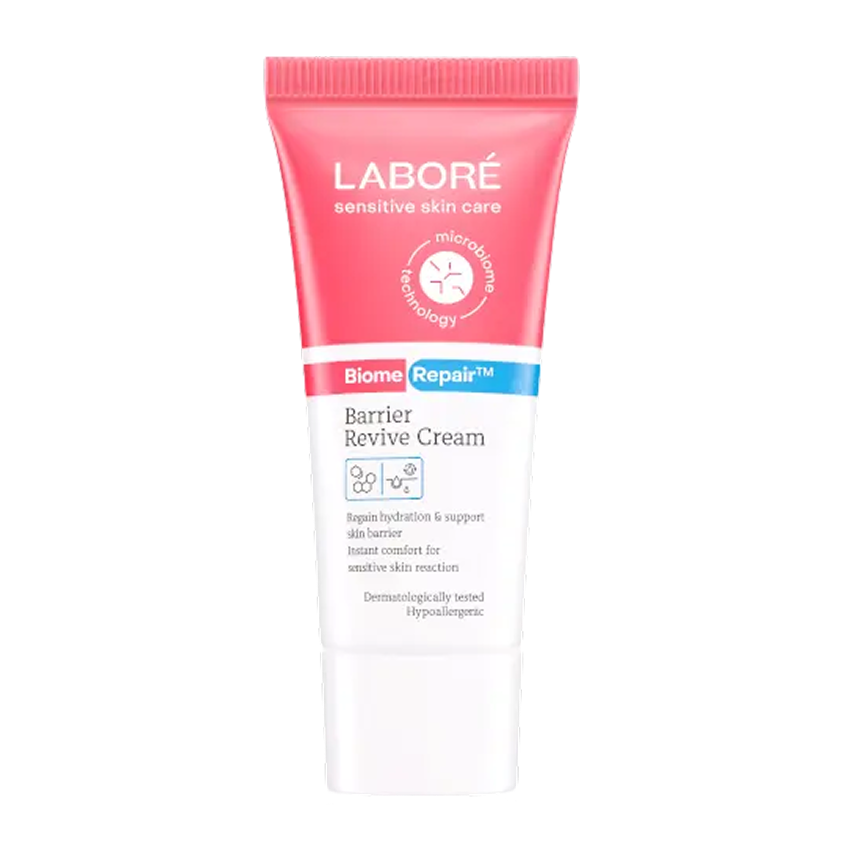 LABORÉ
sensitive skin care
microbiome
technology
Biome Repair™
Barrier
Revive Cream
Regain hydration & support
skin barrier
Instant comfort for
sensitive skin reaction
Dermatologically tested
Hypoallergenic